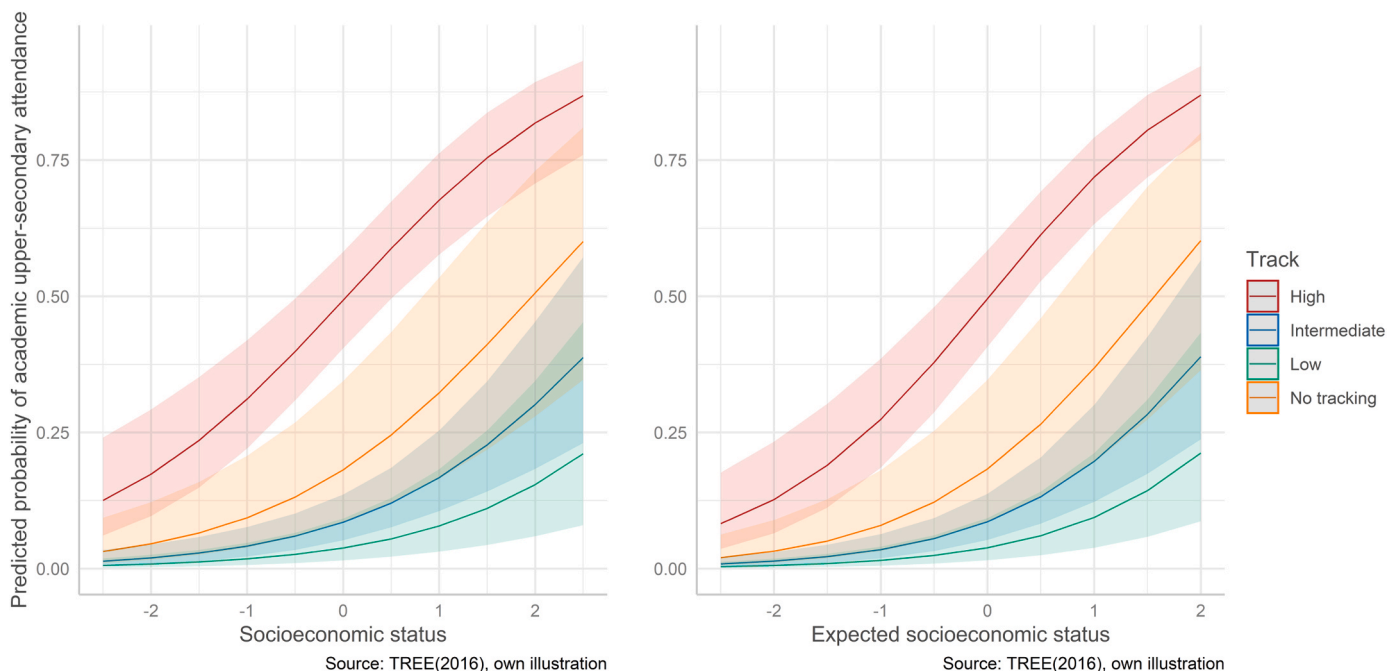 Predicted probability of academic upper-secondary attendance
0.75
0.50
0.25
0.00
-2
-1
0
1
2
Socioeconomic status
Source: TREE(2016), own illustration
0.75
0.50
0.25
0.00
-2
-1
0
1
2
Expected socioeconomic status
Source: TREE(2016), own illustration
Track
High
Intermediate
Low
No tracking